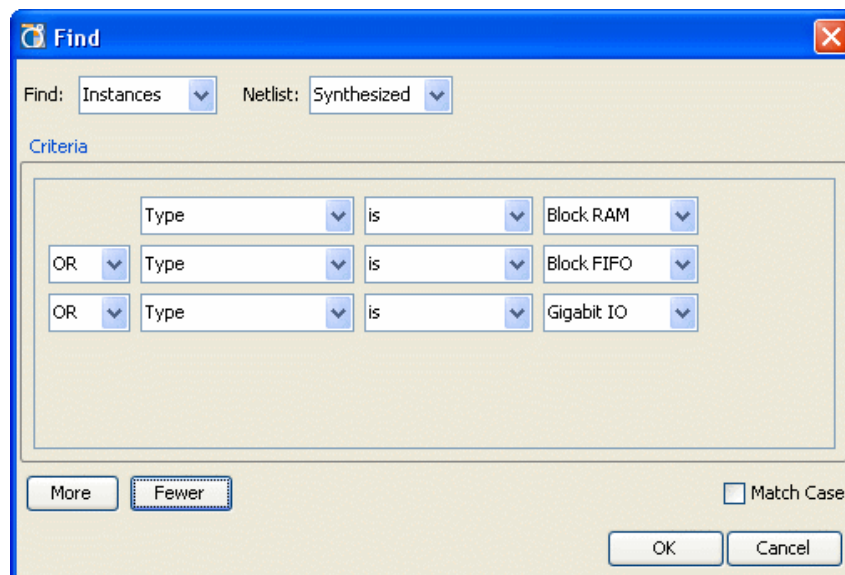 Find
Find: Instances Netlist: Synthesized
Criteria
Type is Block RAM
OR Type is Block FIFO
OR Type is Gigabit IO
More Fewer Match Case
OK Cancel